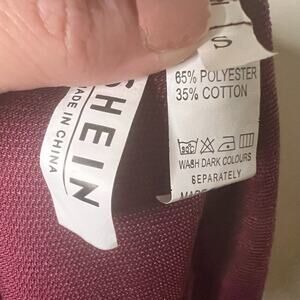 SHEIN
MADE IN CHINA
S
65% POLYESTER
35% COTTON
WASH DARK COLOURS
SEPARATELY